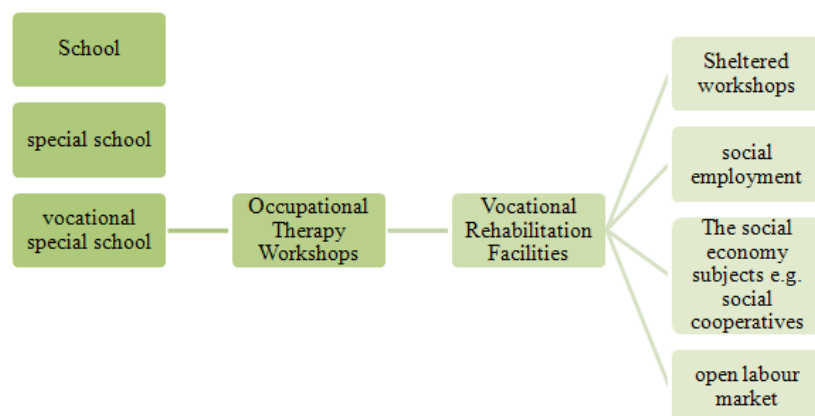 School
special school
vocational
special school
Occupational
Therapy
Workshops
Vocational
Rehabilitation
Facilities
Sheltered
workshops
social
employment
The social
economy
subjects e.g.
social
cooperatives
open labour
market